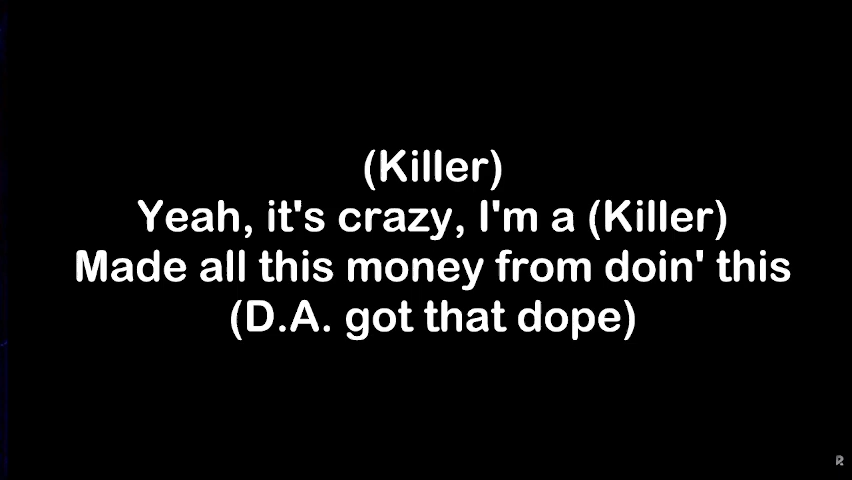 (Killer)
Yeah, it's crazy, I'm a (Killer)
Made all this money from doin' this
(D.A. got that dope)